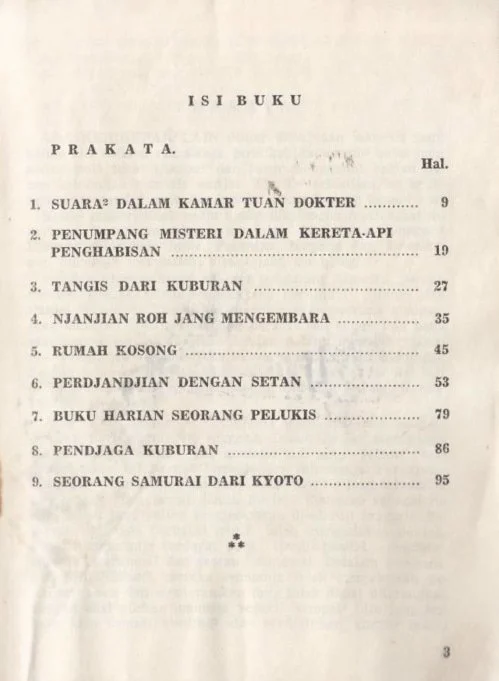 ISI BUKU
PRAKATA.
Hal.
1. SUARA² DALAM KAMAR TUAN DOKTER ............ 9
2. PENUMPANG MISTERI DALAM KERETA-API
PENGHABISAN .................................................. 19
3. TANGIS DARI KUBURAN ................................. 27
4. NJANJIAN ROH JANG MENGEMBARA ................. 35
5. RUMAH KOSONG ............................................... 45
6. PERDJANDJIAN DENGAN SETAN ...................... 53
7. BUKU HARIAN SEORANG PELUKIS .................... 79
8. PENDJAGA KUBURAN ....................................... 86
9. SEORANG SAMURAI DARI KYOTO ...................... 95
*
**
3